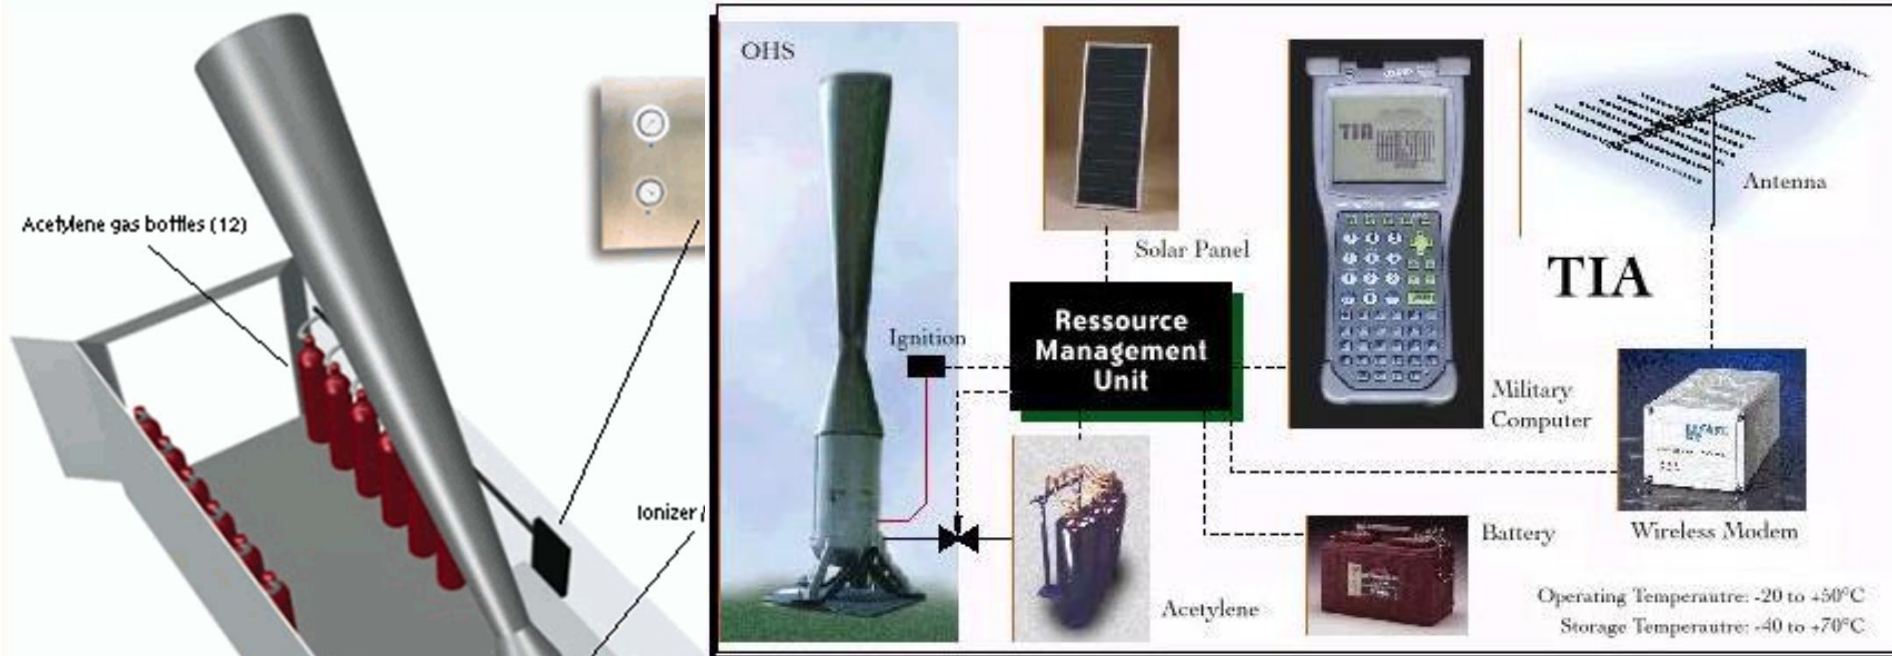 Acetylene gas bottles (12)
Ionizer
OHS
Solar Panel
Ignition
Ressource
Management
Unit
TIA
Military
Computer
Antenna
TIA
Wireless Modem
Battery
Acetylene
Operating Temperautre: -20 to +50°C
Storage Temperautre: -40 to +70°C